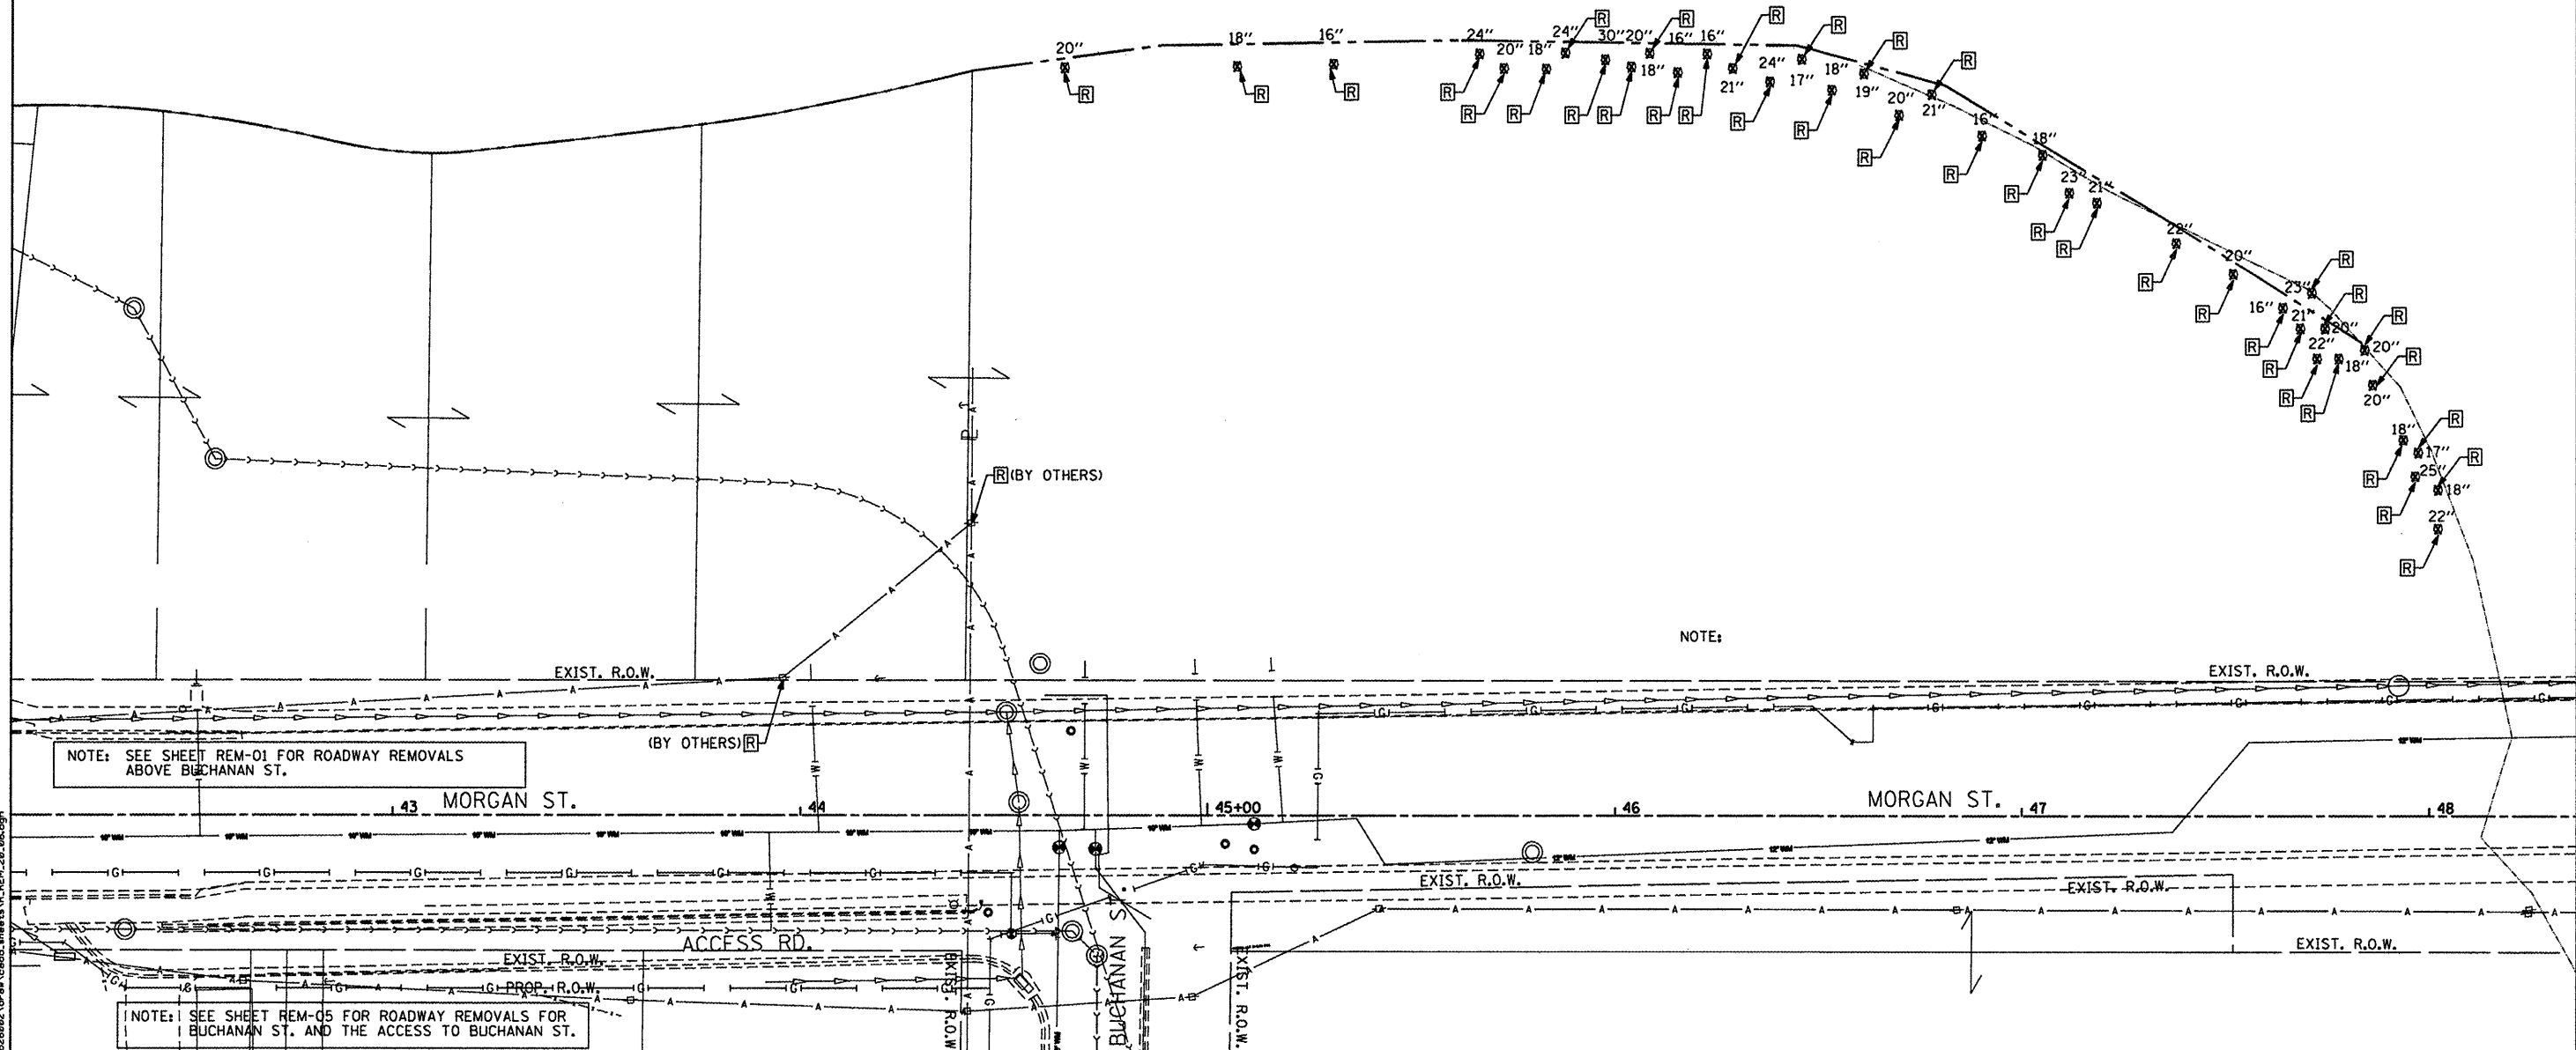 20" 18" 16" 24" 20" 18" 24" 30" 20" 18" 16" 16" 21" 24" 17" 18" 19" 20" 21" 16" 18" 23" 21" 22" 20" 16" 23" 21" 20" 22" 18" 20" 20" 18" 17" 25" 18" 22"
R R R R R R R R R R R R R R R R R R R R R R R R R R R R R R R R R R R R R R
R (BY OTHERS)
NOTE:
EXIST. R.O.W.
EXIST. R.O.W.
(BY OTHERS) R
NOTE: SEE SHEET REM-01 FOR ROADWAY REMOVALS
ABOVE BUCHANAN ST.
43 MORGAN ST. 44 45+00 46 MORGAN ST. 47 48
EXIST. R.O.W.
EXIST. R.O.W.
ACCESS RD.
EXIST. R.O.W.
EXIST. R.O.W.
PROP. R.O.W.
EXIST. R.O.W.
BUCHANAN ST.
EXIST. R.O.W.
NOTE: SEE SHEET REM-05 FOR ROADWAY REMOVALS FOR
BUCHANAN ST. AND THE ACCESS TO BUCHANAN ST.